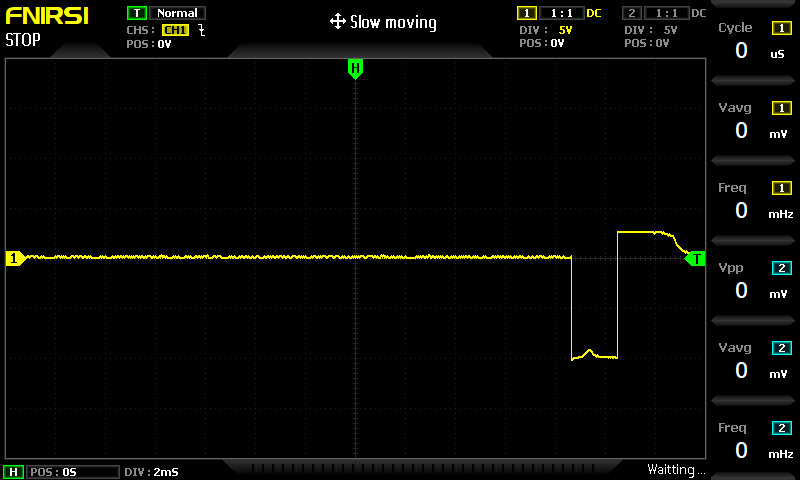 FNIRSI
STOP
T Normal
CHS: CH1
POS: 0V
Slow moving
1 1:1 DC
DIV: 5V
POS: 0V
2 1:1 DC
DIV: 5V
POS: 0V
H
1
T
Cycle 1
0 uS
Vavg 1
0 mV
Freq 1
0 mHz
Vpp 2
0 mV
Vavg 2
0 mV
Freq 2
0 mHz
H POS: 0S DIV: 2mS
Waitting...